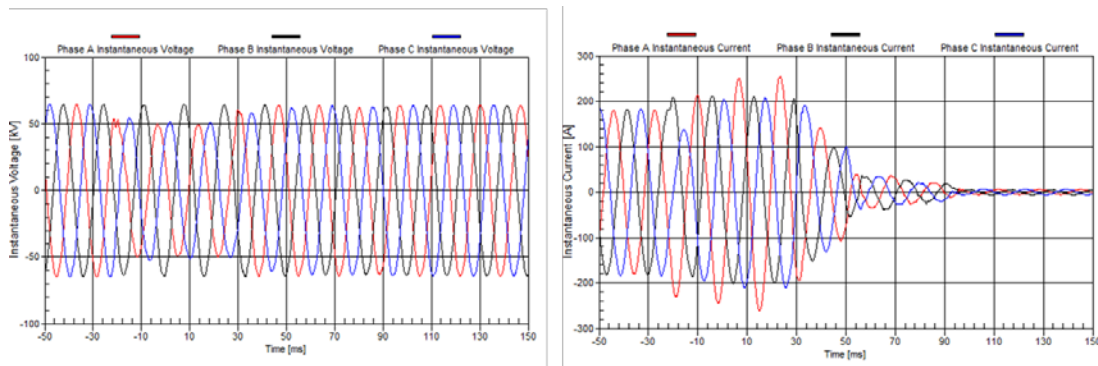 Phase A Instantaneous Voltage Phase B Instantaneous Voltage Phase C Instantaneous Voltage
100
50
0
-50
-100
Instantaneous Voltage [kV]
-50 -30 -10 10 30 50 70 90 110 130 150
Time [ms]
Phase A Instantaneous Current Phase B Instantaneous Current Phase C Instantaneous Current
300
200
100
0
-100
-200
-300
Instantaneous Current [A]
-50 -30 -10 10 30 50 70 90 110 130 150
Time [ms]